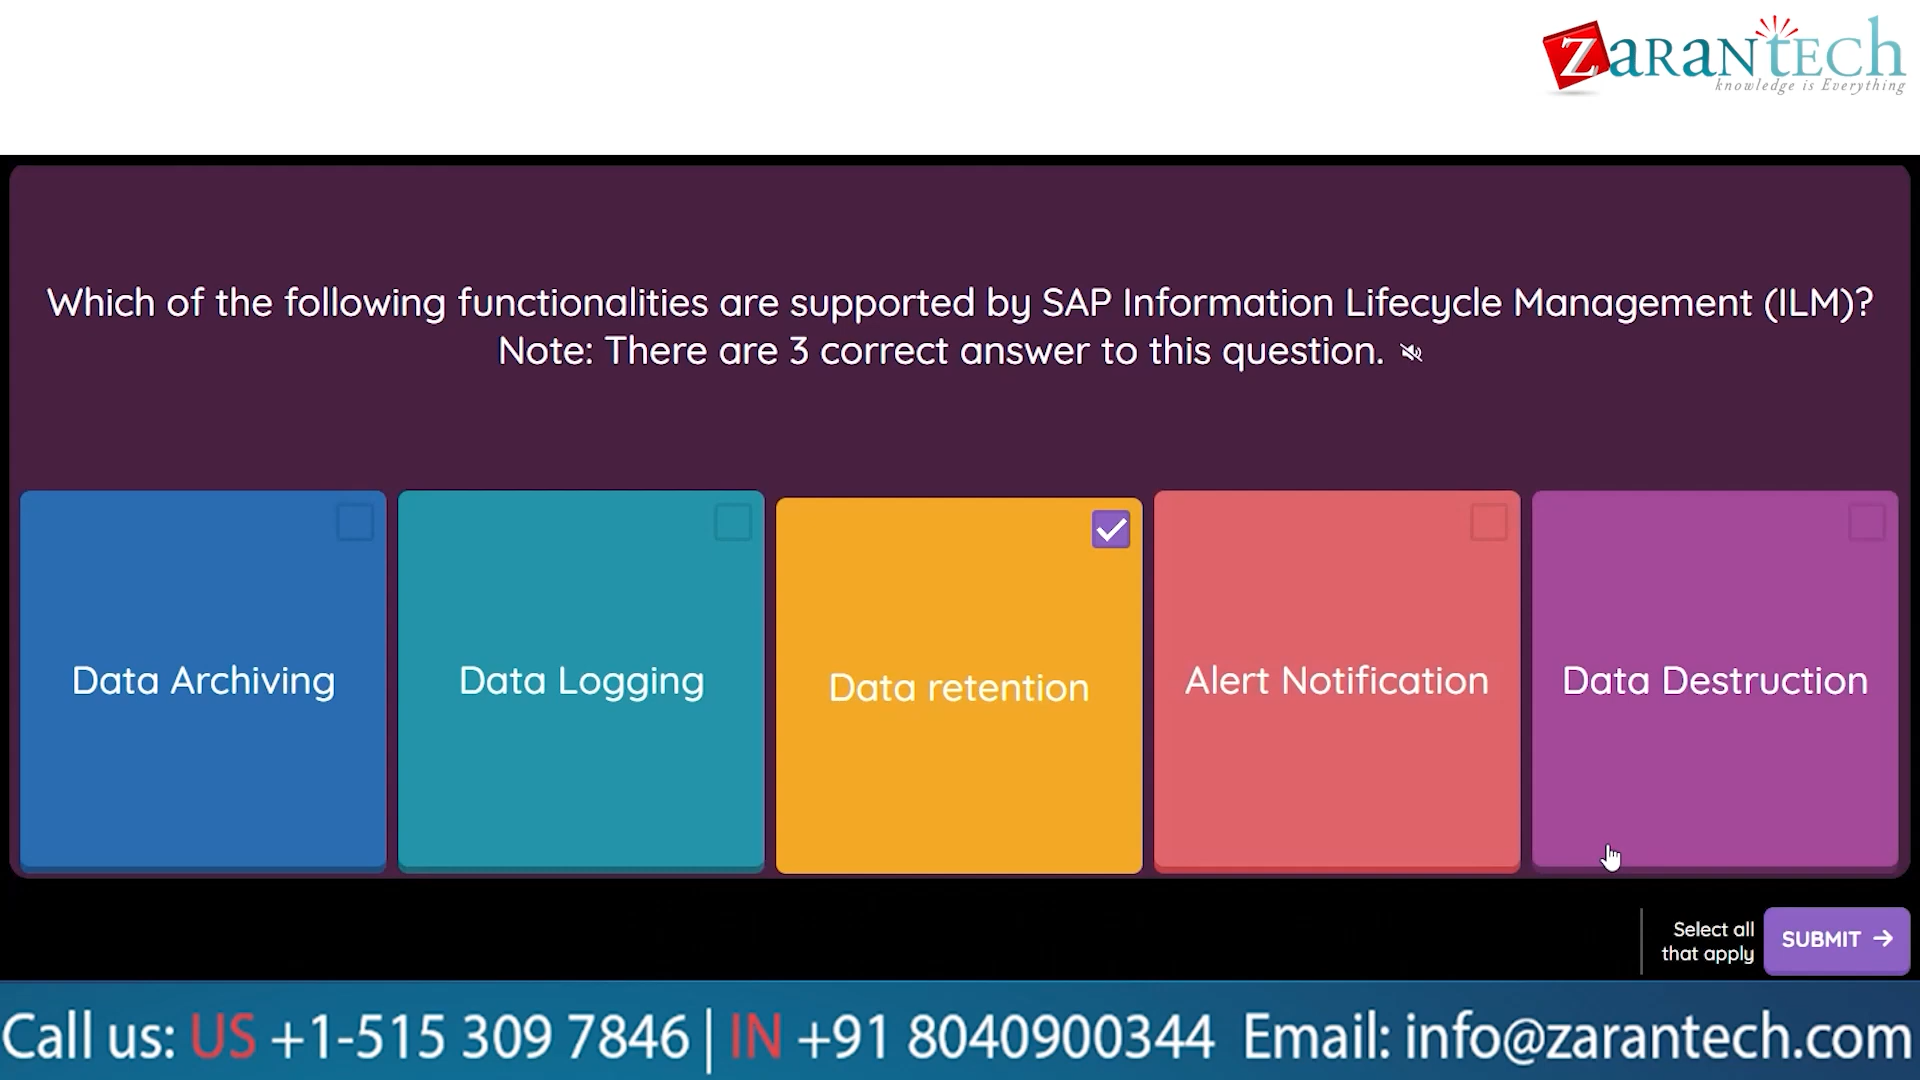 ZARANTECH
knowledge is Everything
Which of the following functionalities are supported by SAP Information Lifecycle Management (ILM)?
Note: There are 3 correct answer to this question.
Data Archiving
Data Logging
Data retention
Alert Notification
Data Destruction
Select all
that apply
SUBMIT →
Call us: US +1-515 309 7846 | IN +91 8040900344 Email: info@zarantech.com